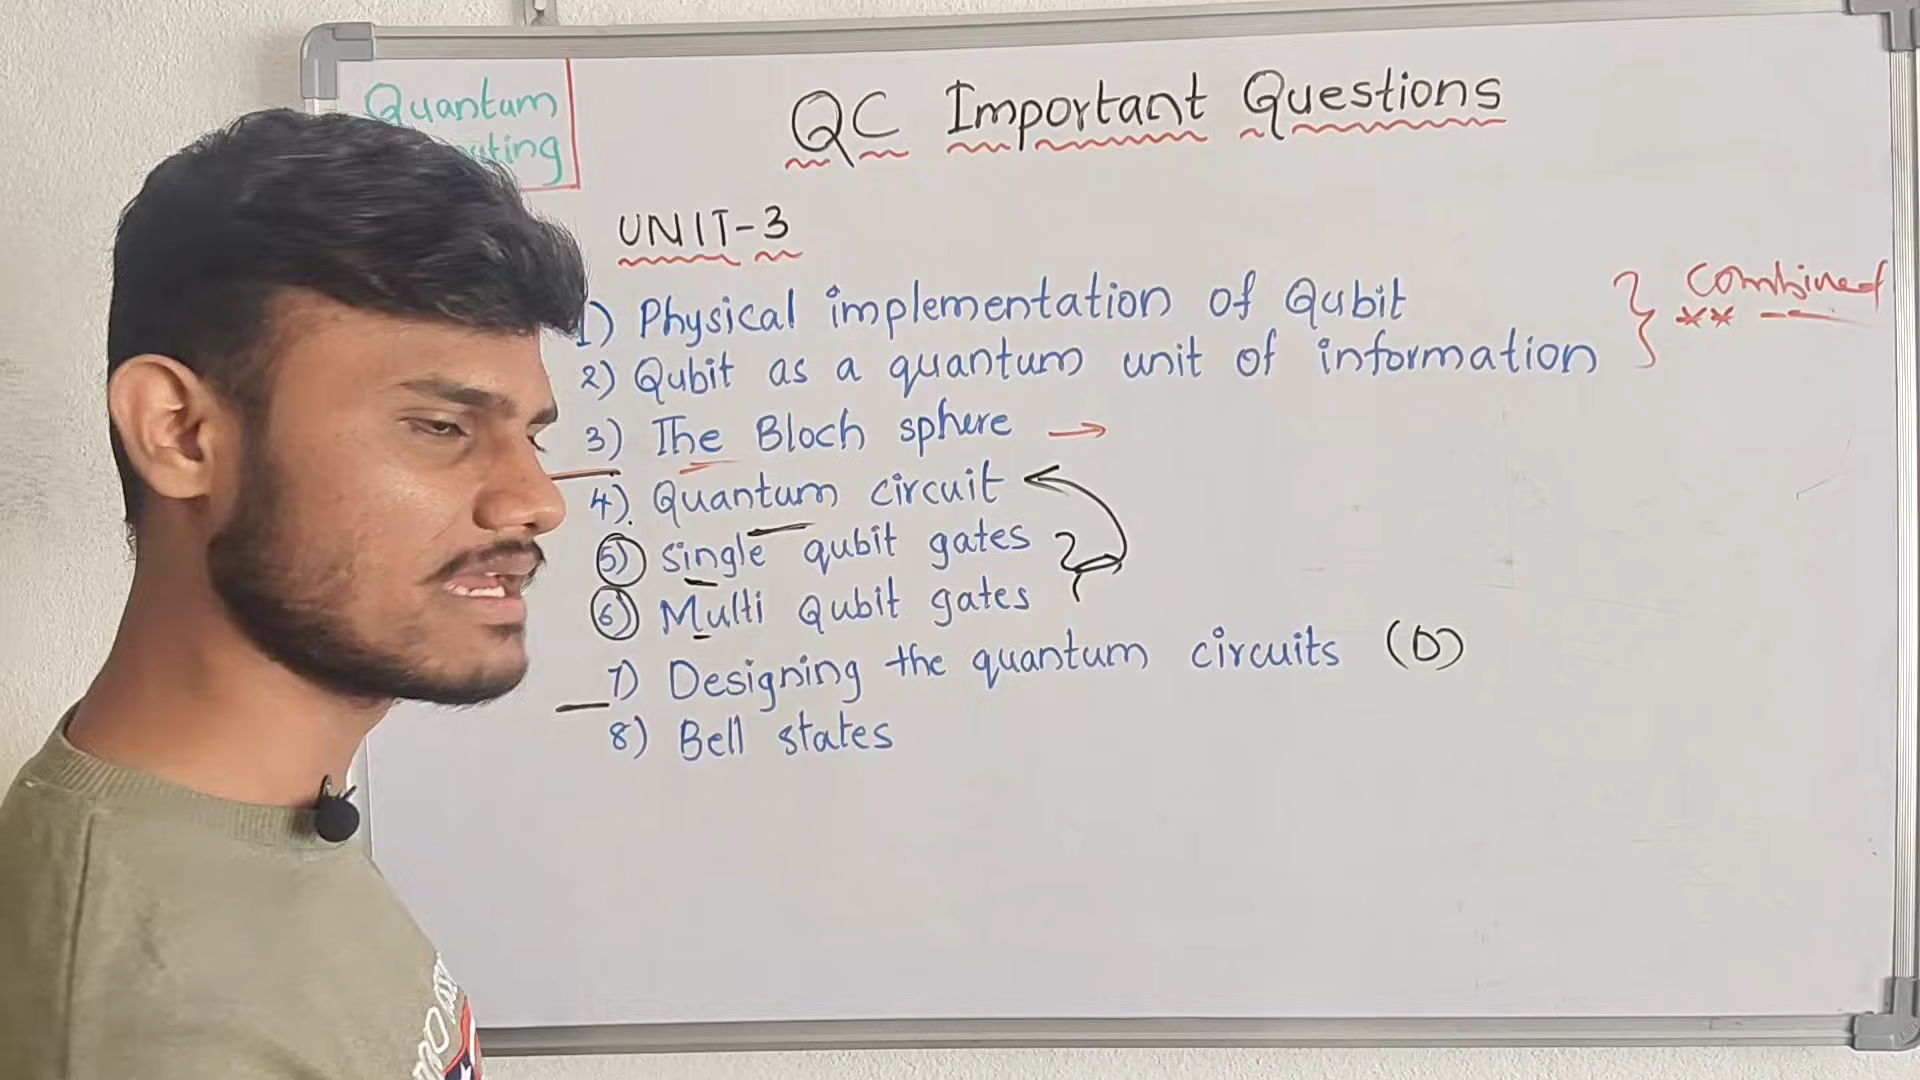 Quantum
QC Important Questions
UNIT-3
1) Physical implementation of Qubit
2) Qubit as a quantum unit of information
} combined
**
3) The Bloch sphere →
4). Quantum circuit
5) single qubit gates
6) Multi Qubit gates
7) Designing the quantum circuits (D)
8) Bell states